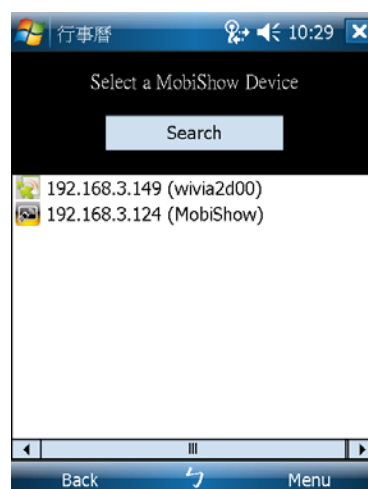 行事曆 10:29
Select a MobiShow Device
Search
192.168.3.149 (wivia2d00)
192.168.3.124 (MobiShow)
Back ㄅ Menu